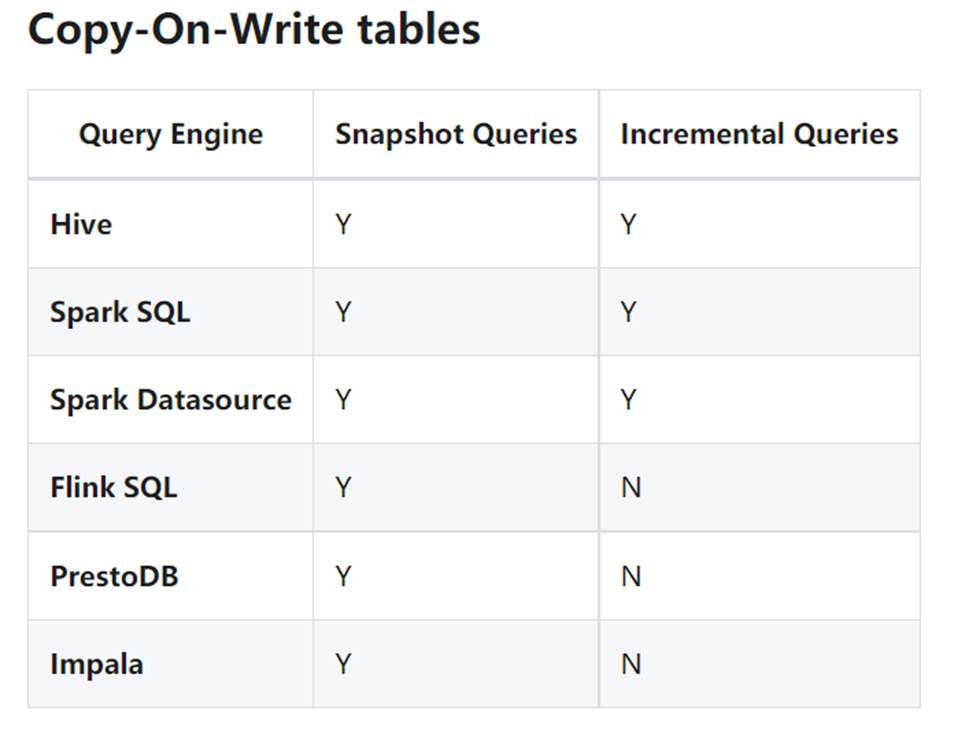 Copy-On-Write tables
Query Engine Snapshot Queries Incremental Queries
Hive Y Y
Spark SQL Y Y
Spark Datasource Y Y
Flink SQL Y N
PrestoDB Y N
Impala Y N